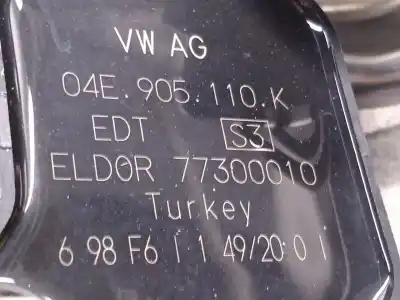 VW AG
04E.905.110.K
EDT S3
ELDOR 77300010
Turkey
6 98 F6 1 1 49/20 0 1